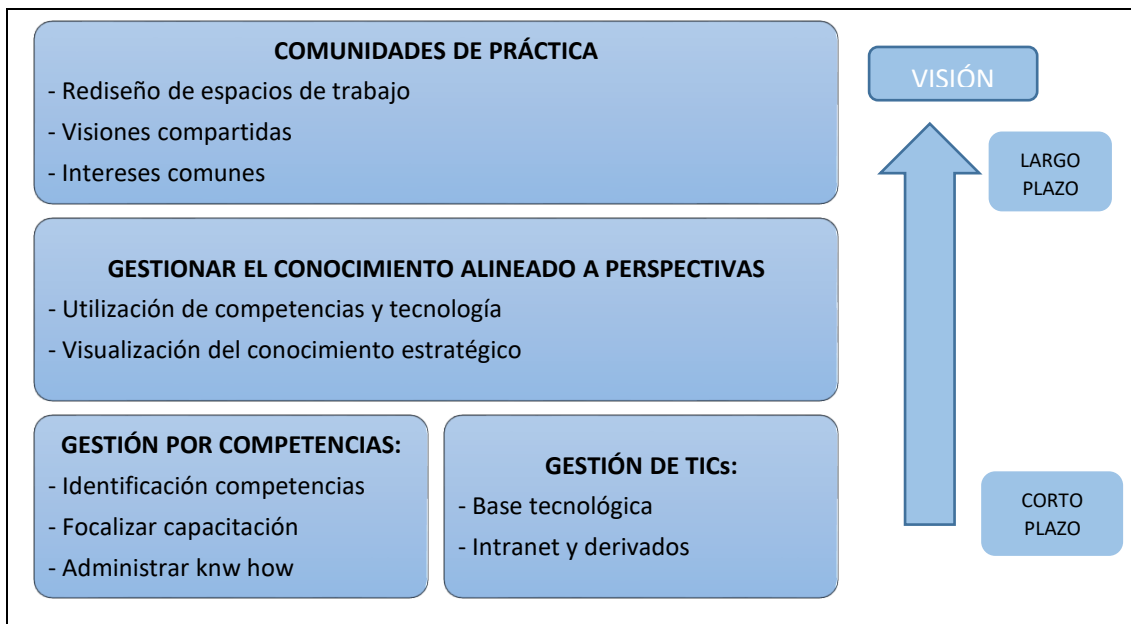 COMUNIDADES DE PRÁCTICA
- Rediseño de espacios de trabajo
- Visiones compartidas
- Intereses comunes
VISIÓN
LARGO
PLAZO
GESTIONAR EL CONOCIMIENTO ALINEADO A PERSPECTIVAS
- Utilización de competencias y tecnología
- Visualización del conocimiento estratégico
GESTIÓN POR COMPETENCIAS:
- Identificación competencias
- Focalizar capacitación
- Administrar knw how
GESTIÓN DE TICs:
- Base tecnológica
- Intranet y derivados
CORTO
PLAZO